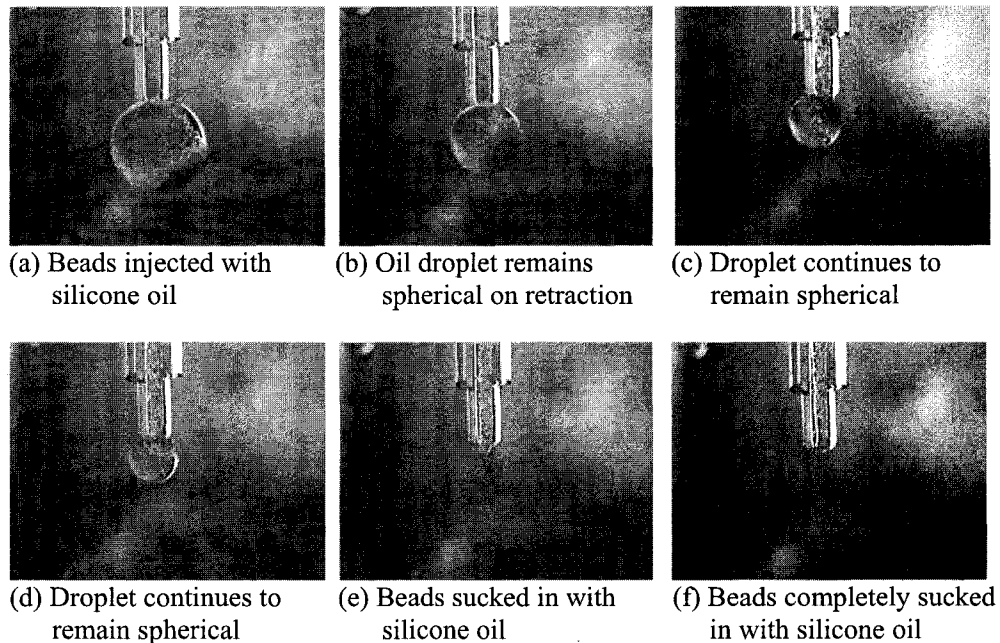 (a) Beads injected with
silicone oil
(b) Oil droplet remains
spherical on retraction
(c) Droplet continues to
remain spherical
(d) Droplet continues to
remain spherical
(e) Beads sucked in with
silicone oil
(f) Beads completely sucked
in with silicone oil